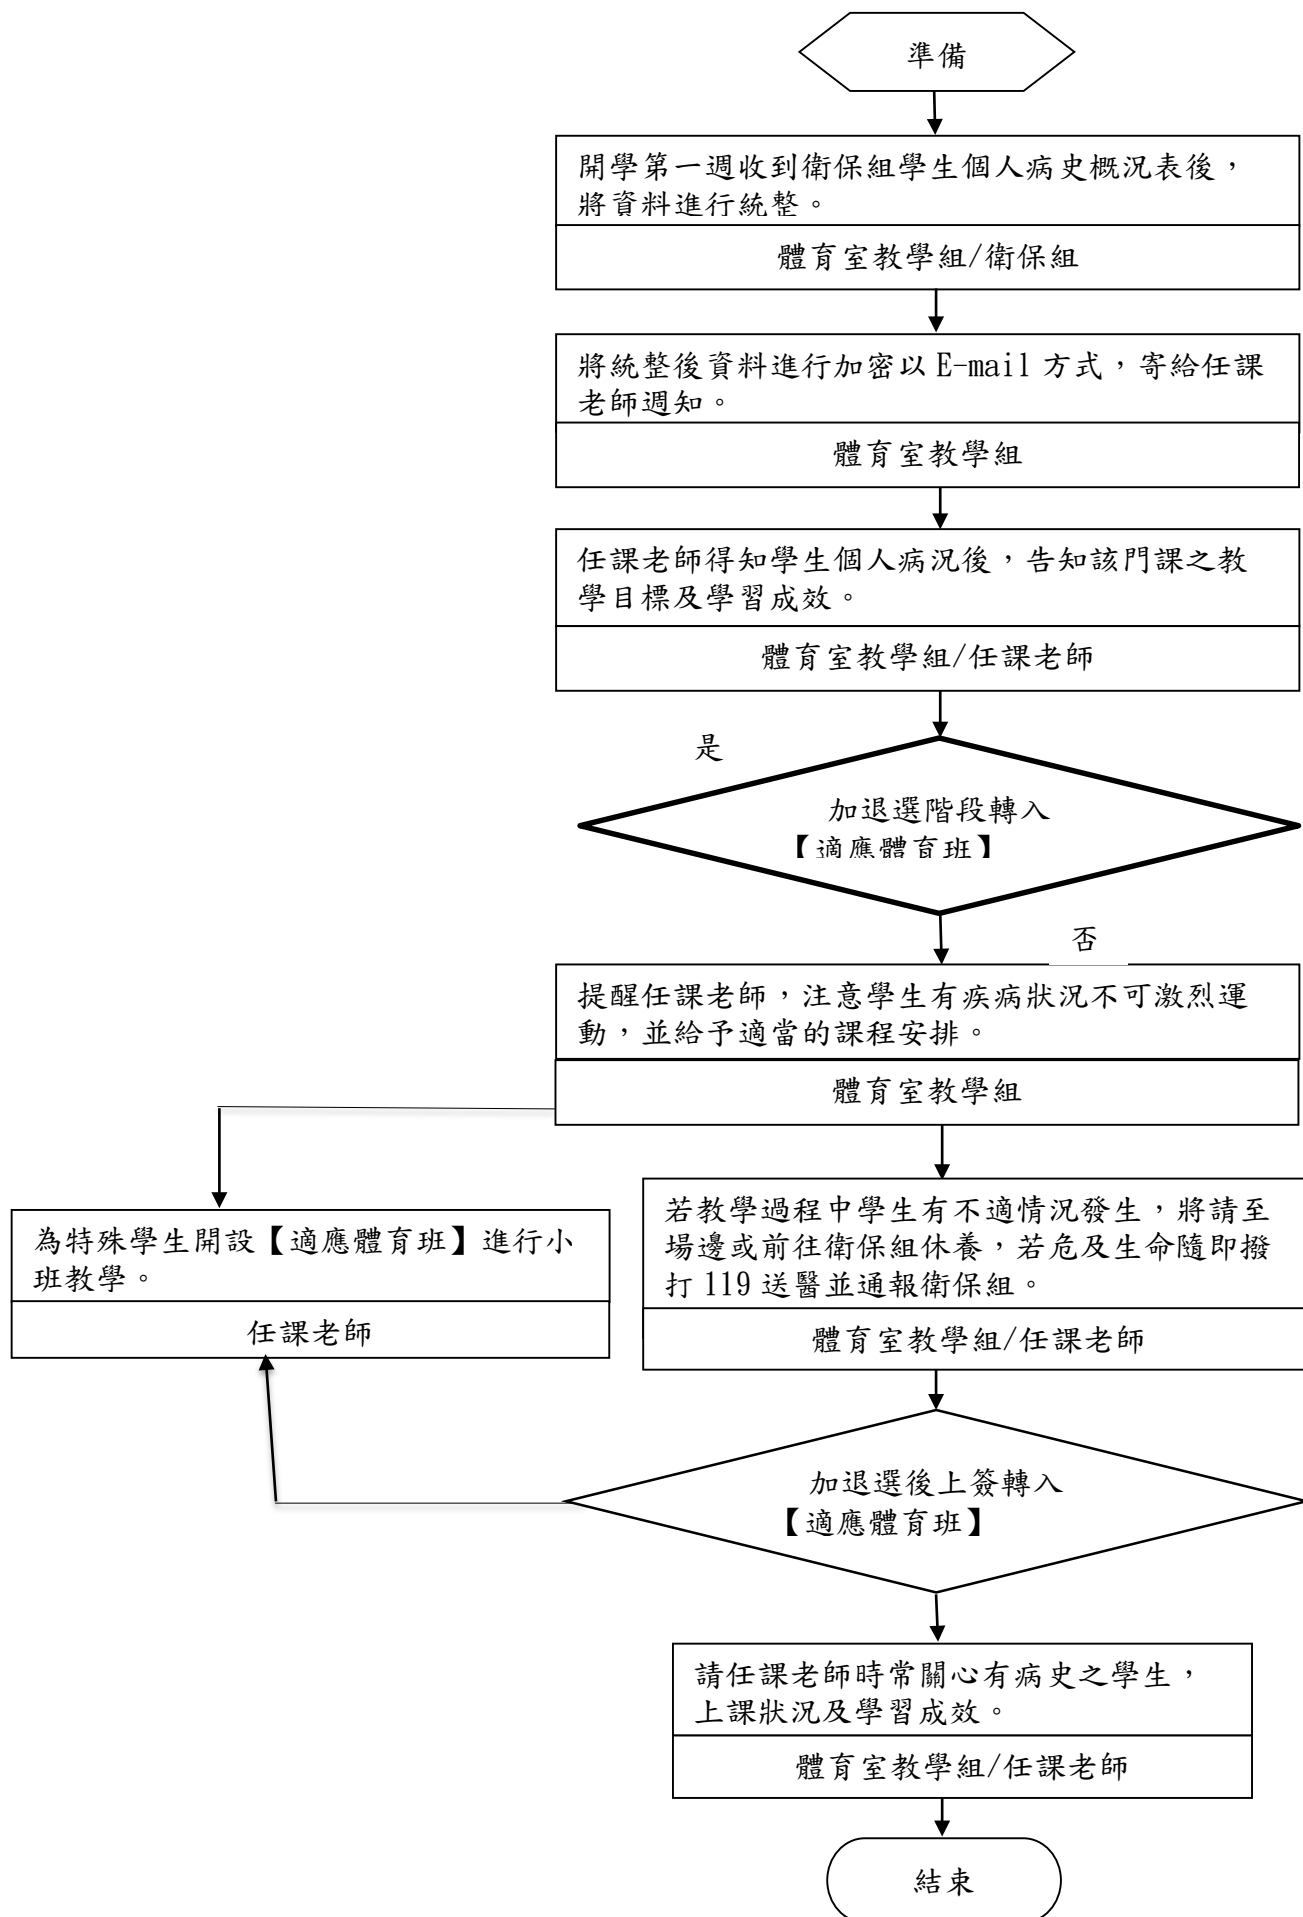 準備
開學第一週收到衛保組學生個人病史概況表後，
將資料進行統整。
體育室教學組/衛保組
將統整後資料進行加密以 E-mail 方式，寄給任課
老師週知。
體育室教學組
任課老師得知學生個人病況後，告知該門課之教
學目標及學習成效。
體育室教學組/任課老師
是
加退選階段轉入
【適應體育班】
否
提醒任課老師，注意學生有疾病狀況不可激烈運
動，並給予適當的課程安排。
體育室教學組
為特殊學生開設【適應體育班】進行小
班教學。
任課老師
若教學過程中學生有不適情況發生，將請至
場邊或前往衛保組休養，若危及生命隨即撥
打 119 送醫並通報衛保組。
體育室教學組/任課老師
加退選後上簽轉入
【適應體育班】
請任課老師時常關心有病史之學生，
上課狀況及學習成效。
體育室教學組/任課老師
結束